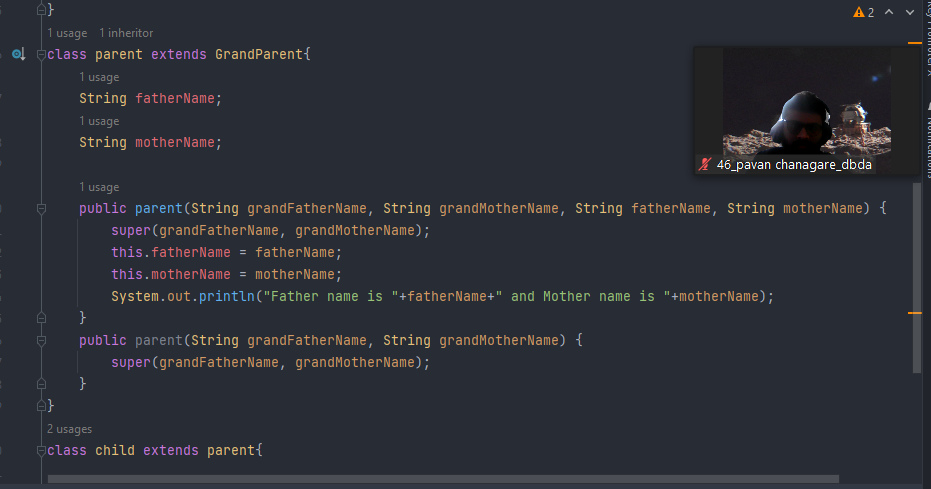 }
2
1 usage 1 inheritor
class parent extends GrandParent{
1 usage
String fatherName;
1 usage
String motherName;
46_pavan chanagare_dbda
1 usage
public parent(String grandFatherName, String grandMotherName, String fatherName, String motherName) {
super(grandFatherName, grandMotherName);
this.fatherName = fatherName;
this.motherName = motherName;
System.out.println("Father name is "+fatherName+" and Mother name is "+motherName);
}
public parent(String grandFatherName, String grandMotherName) {
super(grandFatherName, grandMotherName);
}
}
2 usages
class child extends parent{